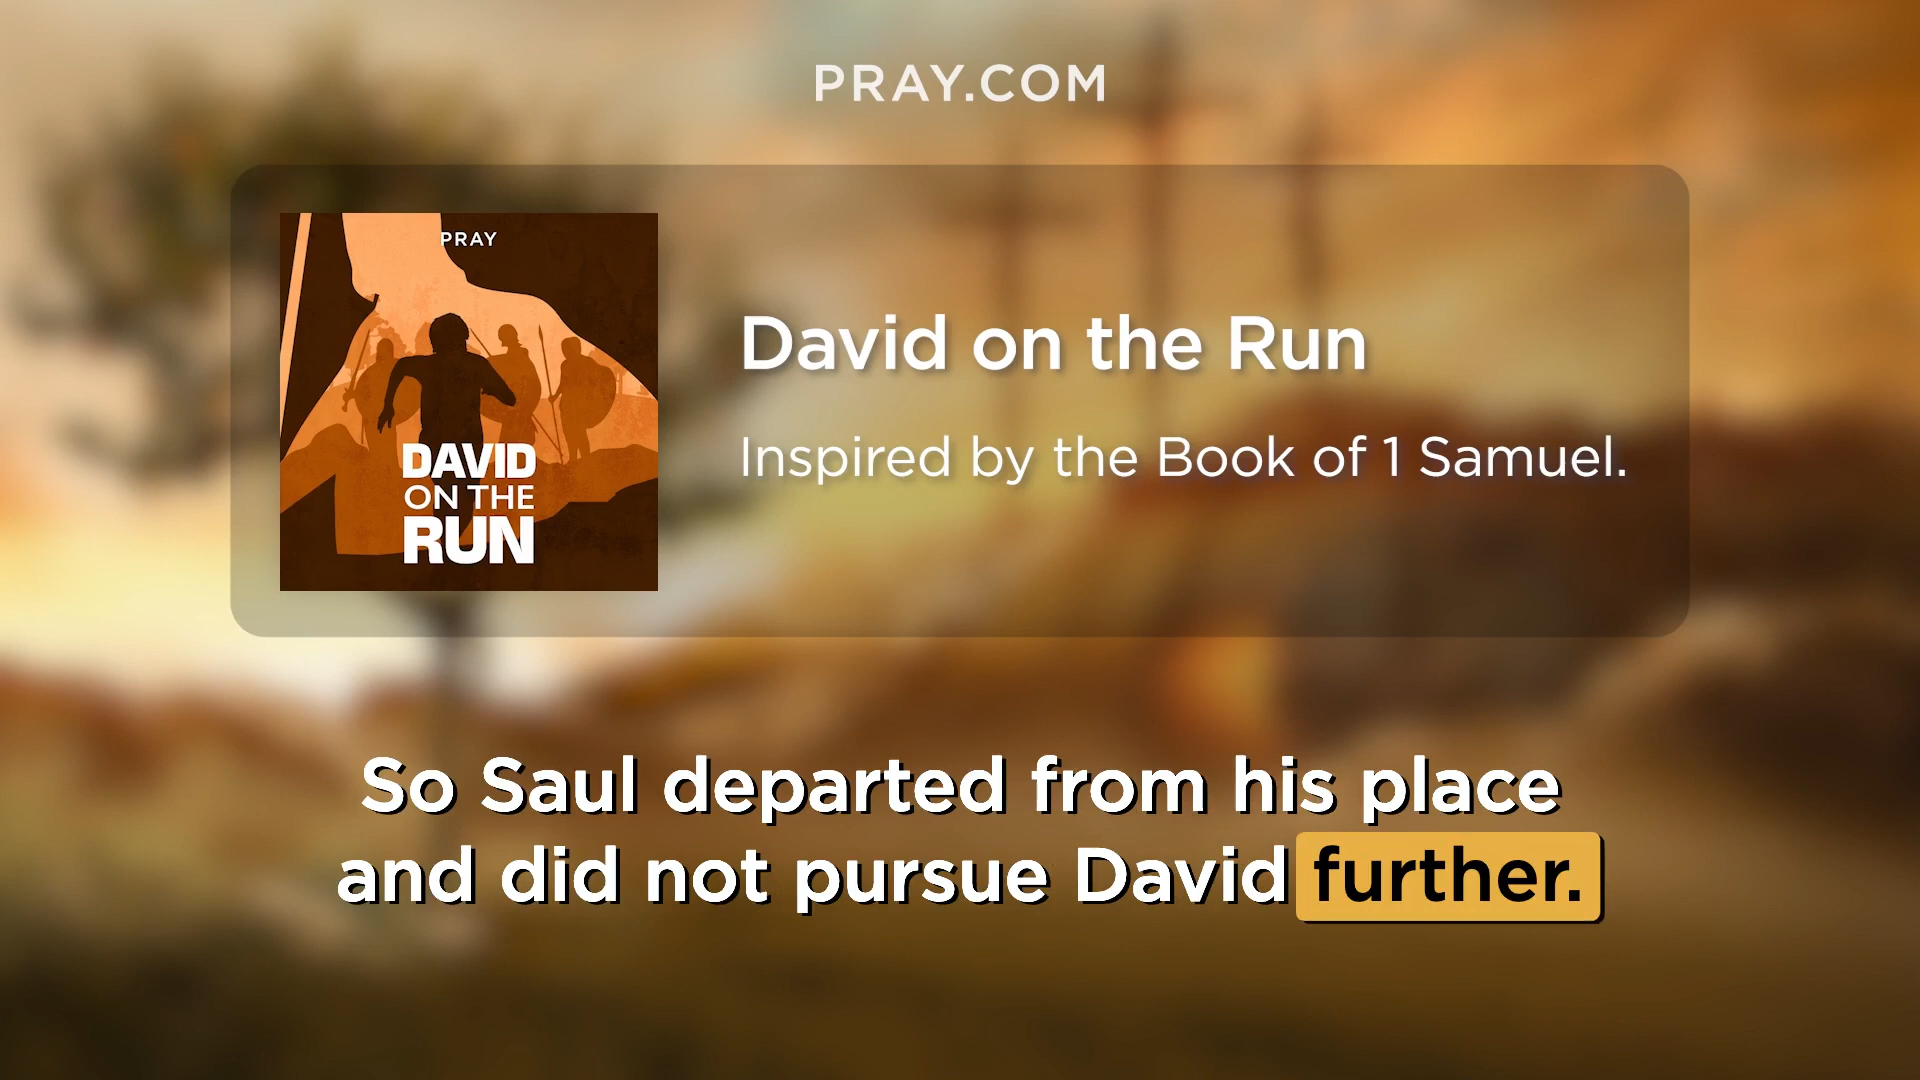 PRAY.COM
PRAY
DAVID
ON THE
RUN
David on the Run
Inspired by the Book of 1 Samuel.
So Saul departed from his place
and did not pursue David further.